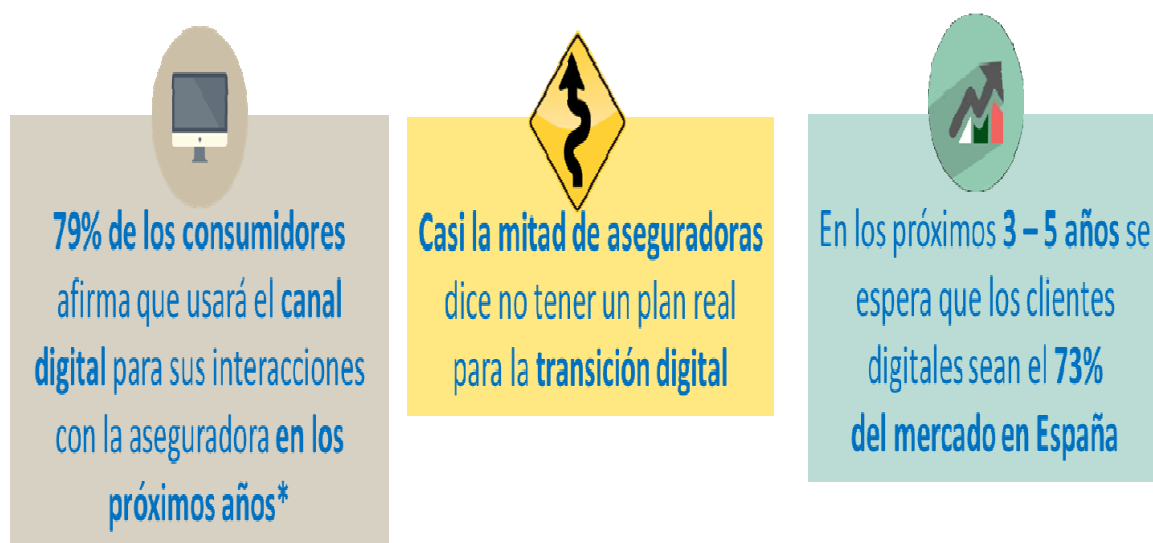 79% de los consumidores
afirma que usará el canal
digital para sus interacciones
con la aseguradora en los
próximos años*
Casi la mitad de aseguradoras
dice no tener un plan real
para la transición digital
En los próximos 3 – 5 años se
espera que los clientes
digitales sean el 73%
del mercado en España